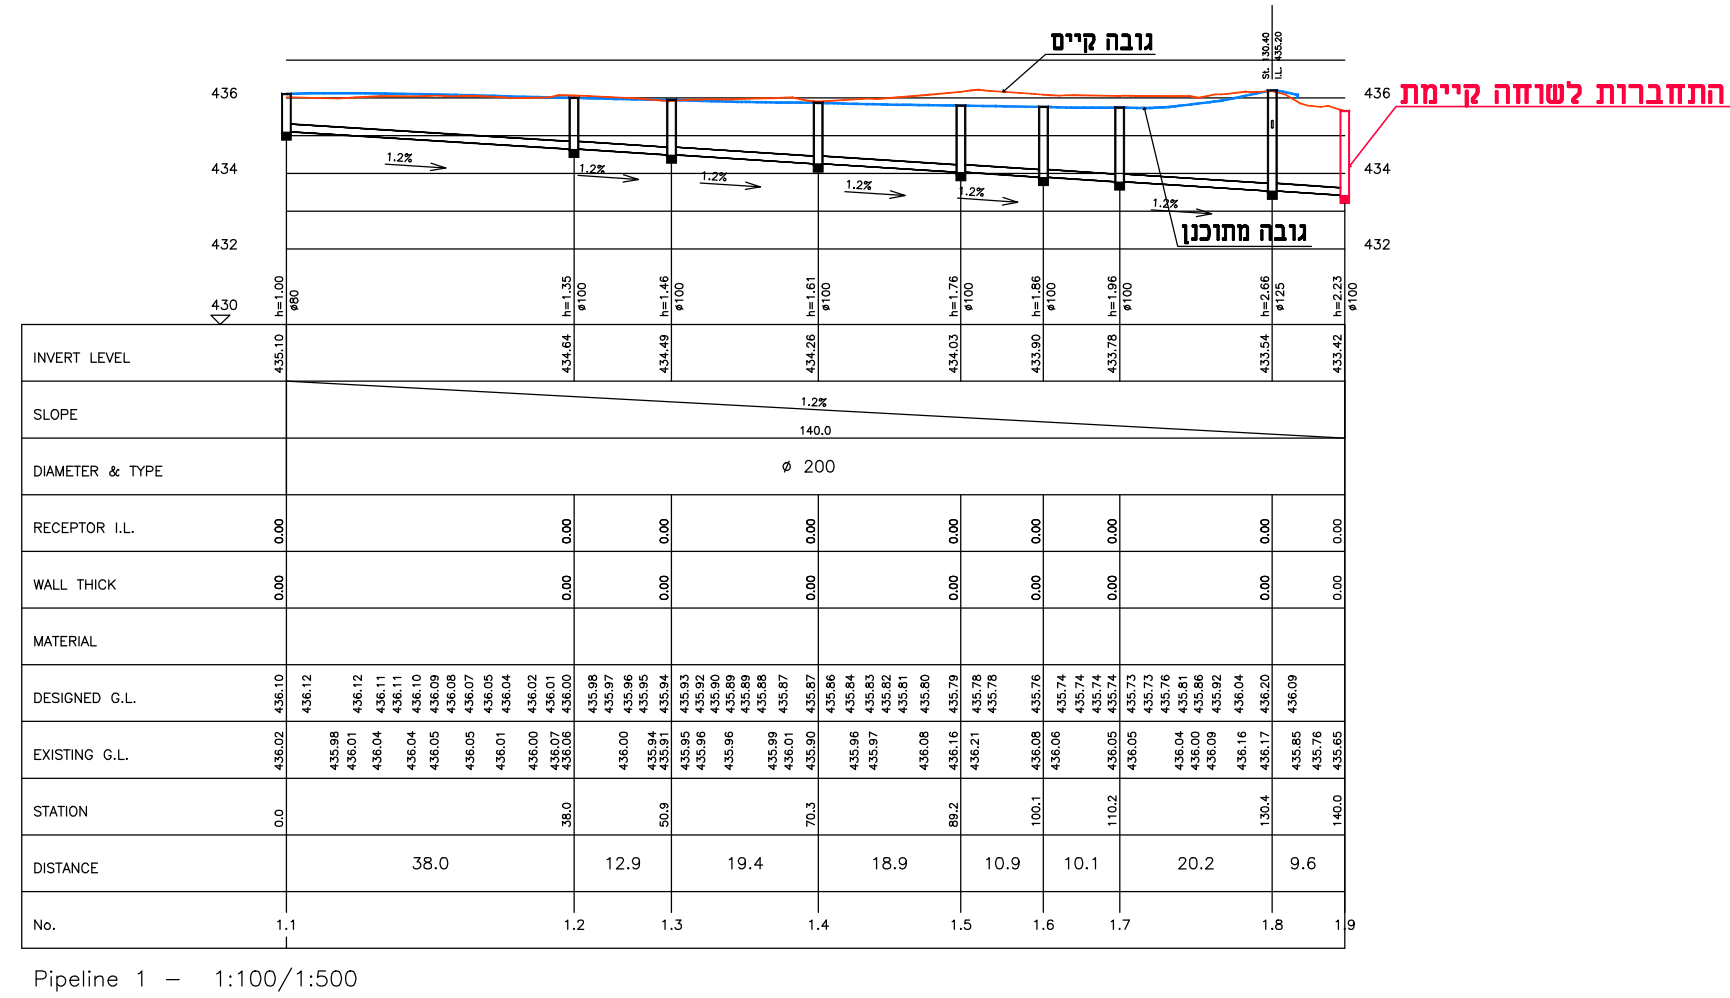 גובה קיים
St. 130.40
I.L. 435.20
436
436
התחברות לשוחה קיימת
434
434
1.2%
1.2%
1.2%
1.2%
1.2%
1.2%
גובה מתוכנן
432
432
430
h=1.00 ø80
h=1.35 ø100
h=1.46 ø100
h=1.61 ø100
h=1.76 ø100
h=1.86 ø100
h=1.96 ø100
h=2.66 ø125
h=2.23 ø100
INVERT LEVEL 435.10 434.64 434.49 434.26 434.03 433.90 433.78 433.54 433.42
SLOPE 1.2%
140.0
DIAMETER & TYPE ø 200
RECEPTOR I.L. 0.00 0.00 0.00 0.00 0.00 0.00 0.00 0.00 0.00
WALL THICK 0.00 0.00 0.00 0.00 0.00 0.00 0.00 0.00 0.00
MATERIAL
DESIGNED G.L. 436.10 436.12 436.12 436.11 436.11 436.10 436.09 436.08 436.07 436.05 436.04 436.02 436.01 436.00 435.98 435.97 435.96 435.95 435.94 435.93 435.92 435.90 435.89 435.89 435.88 435.87 435.87 435.86 435.84 435.83 435.82 435.81 435.80 435.79 435.78 435.78 435.76 435.74 435.74 435.74 435.74 435.73 435.73 435.76 435.81 435.86 435.92 436.04 436.20 436.09
EXISTING G.L. 436.02 435.98 436.01 436.04 436.04 436.05 436.05 436.01 436.00 436.07 436.06 436.00 435.94 435.91 435.95 435.96 435.96 435.99 436.01 435.90 435.96 435.97 436.08 436.16 436.21 436.08 436.06 436.05 436.05 436.04 436.00 436.09 436.16 436.17 435.85 435.76 435.65
STATION 0.0 38.0 50.9 70.3 89.2 100.1 110.2 130.4 140.0
DISTANCE 38.0 12.9 19.4 18.9 10.9 10.1 20.2 9.6
No. 1.1 1.2 1.3 1.4 1.5 1.6 1.7 1.8 1.9
Pipeline 1 – 1:100/1:500